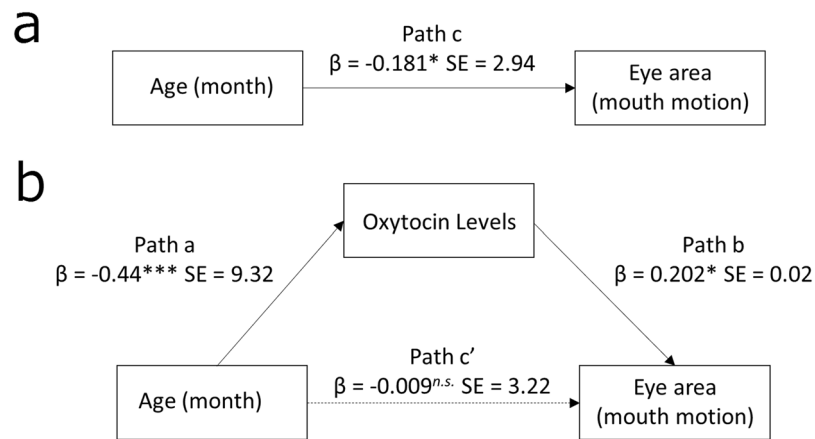 a
Path c
β = -0.181* SE = 2.94
Age (month)
Eye area
(mouth motion)
b
Oxytocin Levels
Path a
β = -0.44*** SE = 9.32
Path b
β = 0.202* SE = 0.02
Path c’
β = -0.009n.s. SE = 3.22
Age (month)
Eye area
(mouth motion)